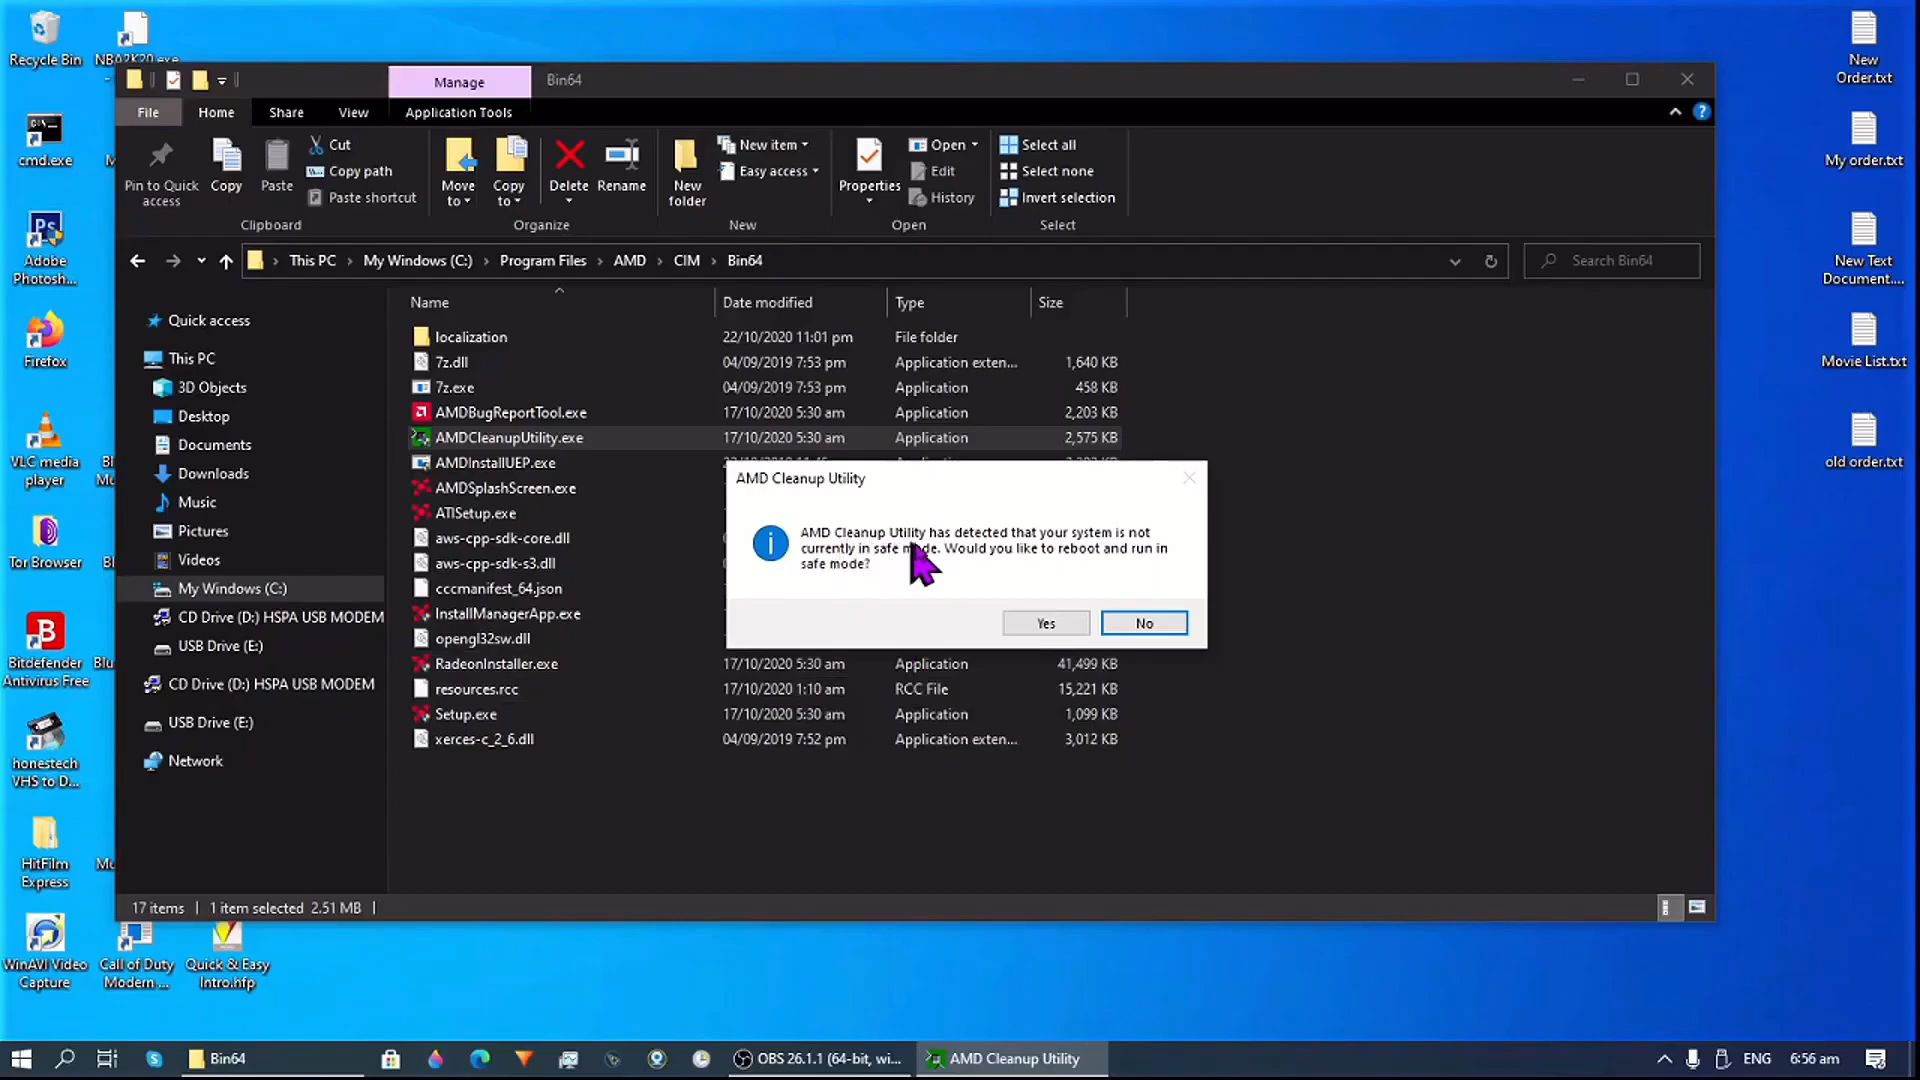 Recycle Bin
NBA2K20.exe
Manage
Bin64
New
Order.txt
File
Home
Share
View
Application Tools
Pin to Quick
access
Copy
Paste
Cut
Copy path
Paste shortcut
Clipboard
Move
to
Copy
to
Delete
Rename
Organize
New
folder
New item
Easy access
New
Properties
Open
Edit
History
Open
Select all
Select none
Invert selection
Select
cmd.exe
My order.txt
This PC > My Windows (C:) > Program Files > AMD > CIM > Bin64
Search Bin64
Adobe
Photosh...
New Text
Document....
Name
Date modified
Type
Size
Quick access
This PC
3D Objects
Desktop
Documents
Downloads
Music
Pictures
Videos
My Windows (C:)
CD Drive (D:) HSPA USB MODEM
USB Drive (E:)
CD Drive (D:) HSPA USB MODEM
USB Drive (E:)
Network
localization 22/10/2020 11:01 pm File folder
7z.dll 04/09/2019 7:53 pm Application exten... 1,640 KB
7z.exe 04/09/2019 7:53 pm Application 458 KB
AMDBugReportTool.exe 17/10/2020 5:30 am Application 2,203 KB
AMDCleanupUtility.exe 17/10/2020 5:30 am Application 2,575 KB
AMDInstallUEP.exe
AMDSplashScreen.exe
ATISetup.exe
aws-cpp-sdk-core.dll
aws-cpp-sdk-s3.dll
cccmanifest_64.json
InstallManagerApp.exe
opengl32sw.dll
RadeonInstaller.exe 17/10/2020 5:30 am Application 41,499 KB
resources.rcc 17/10/2020 1:10 am RCC File 15,221 KB
Setup.exe 17/10/2020 5:30 am Application 1,099 KB
xerces-c_2_6.dll 04/09/2019 7:52 pm Application exten... 3,012 KB
AMD Cleanup Utility
AMD Cleanup Utility has detected that your system is not
currently in safe mode. Would you like to reboot and run in
safe mode?
Yes
No
Firefox
Movie List.txt
VLC media
player
old order.txt
Tor Browser
Bitdefender
Antivirus Free
honestech
VHS to D...
HitFilm
Express
17 items
1 item selected 2.51 MB
WinAVI Video
Capture
Call of Duty
Modern ...
Quick & Easy
Intro.hfp
Bin64
OBS 26.1.1 (64-bit, wi...
AMD Cleanup Utility
ENG
6:56 am